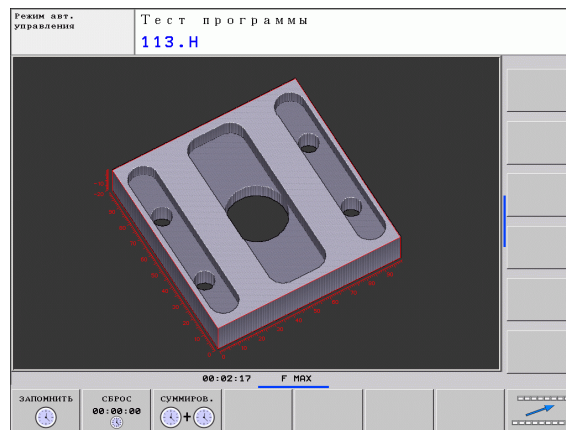 Режим авт.
управления
Тест программы
113.H
00:02:17 F MAX
ЗАПОМНИТЬ
СБРОС
00:00:00
СУММИРОВ.
+